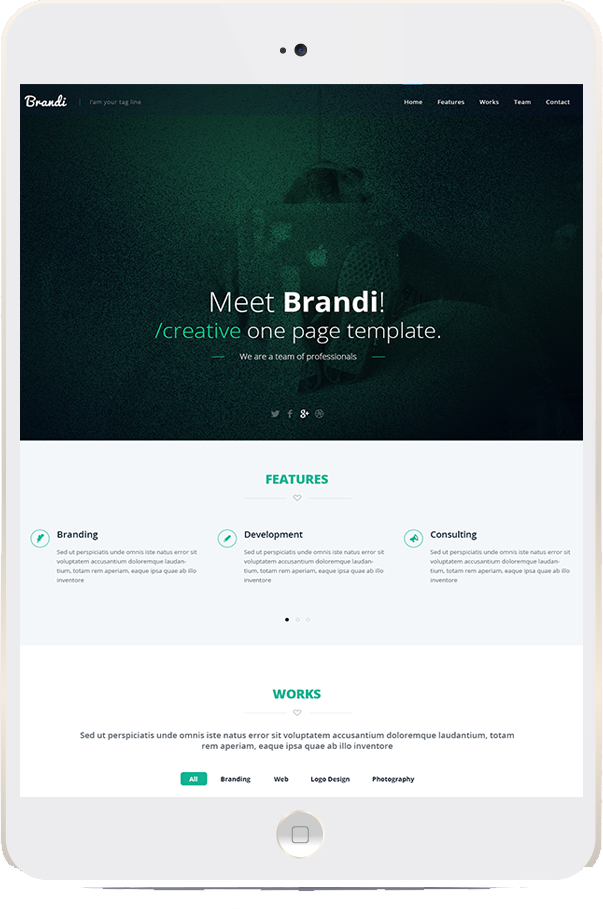 Brandi | I'am your tag line
Home Features Works Team Contact
Meet Brandi!
/creative one page template.
We are a team of professionals
FEATURES
Branding
Sed ut perspiciatis unde omnis iste natus error sit
voluptatem accusantium doloremque laudan-
tium, totam rem aperiam, eaque ipsa quae ab illo
inventore
Development
Sed ut perspiciatis unde omnis iste natus error sit
voluptatem accusantium doloremque laudan-
tium, totam rem aperiam, eaque ipsa quae ab illo
inventore
Consulting
Sed ut perspiciatis unde omnis iste natus error sit
voluptatem accusantium doloremque laudan-
tium, totam rem aperiam, eaque ipsa quae ab illo
inventore
WORKS
Sed ut perspiciatis unde omnis iste natus error sit voluptatem accusantium doloremque laudantium, totam
rem aperiam, eaque ipsa quae ab illo inventore
All Branding Web Logo Design Photography